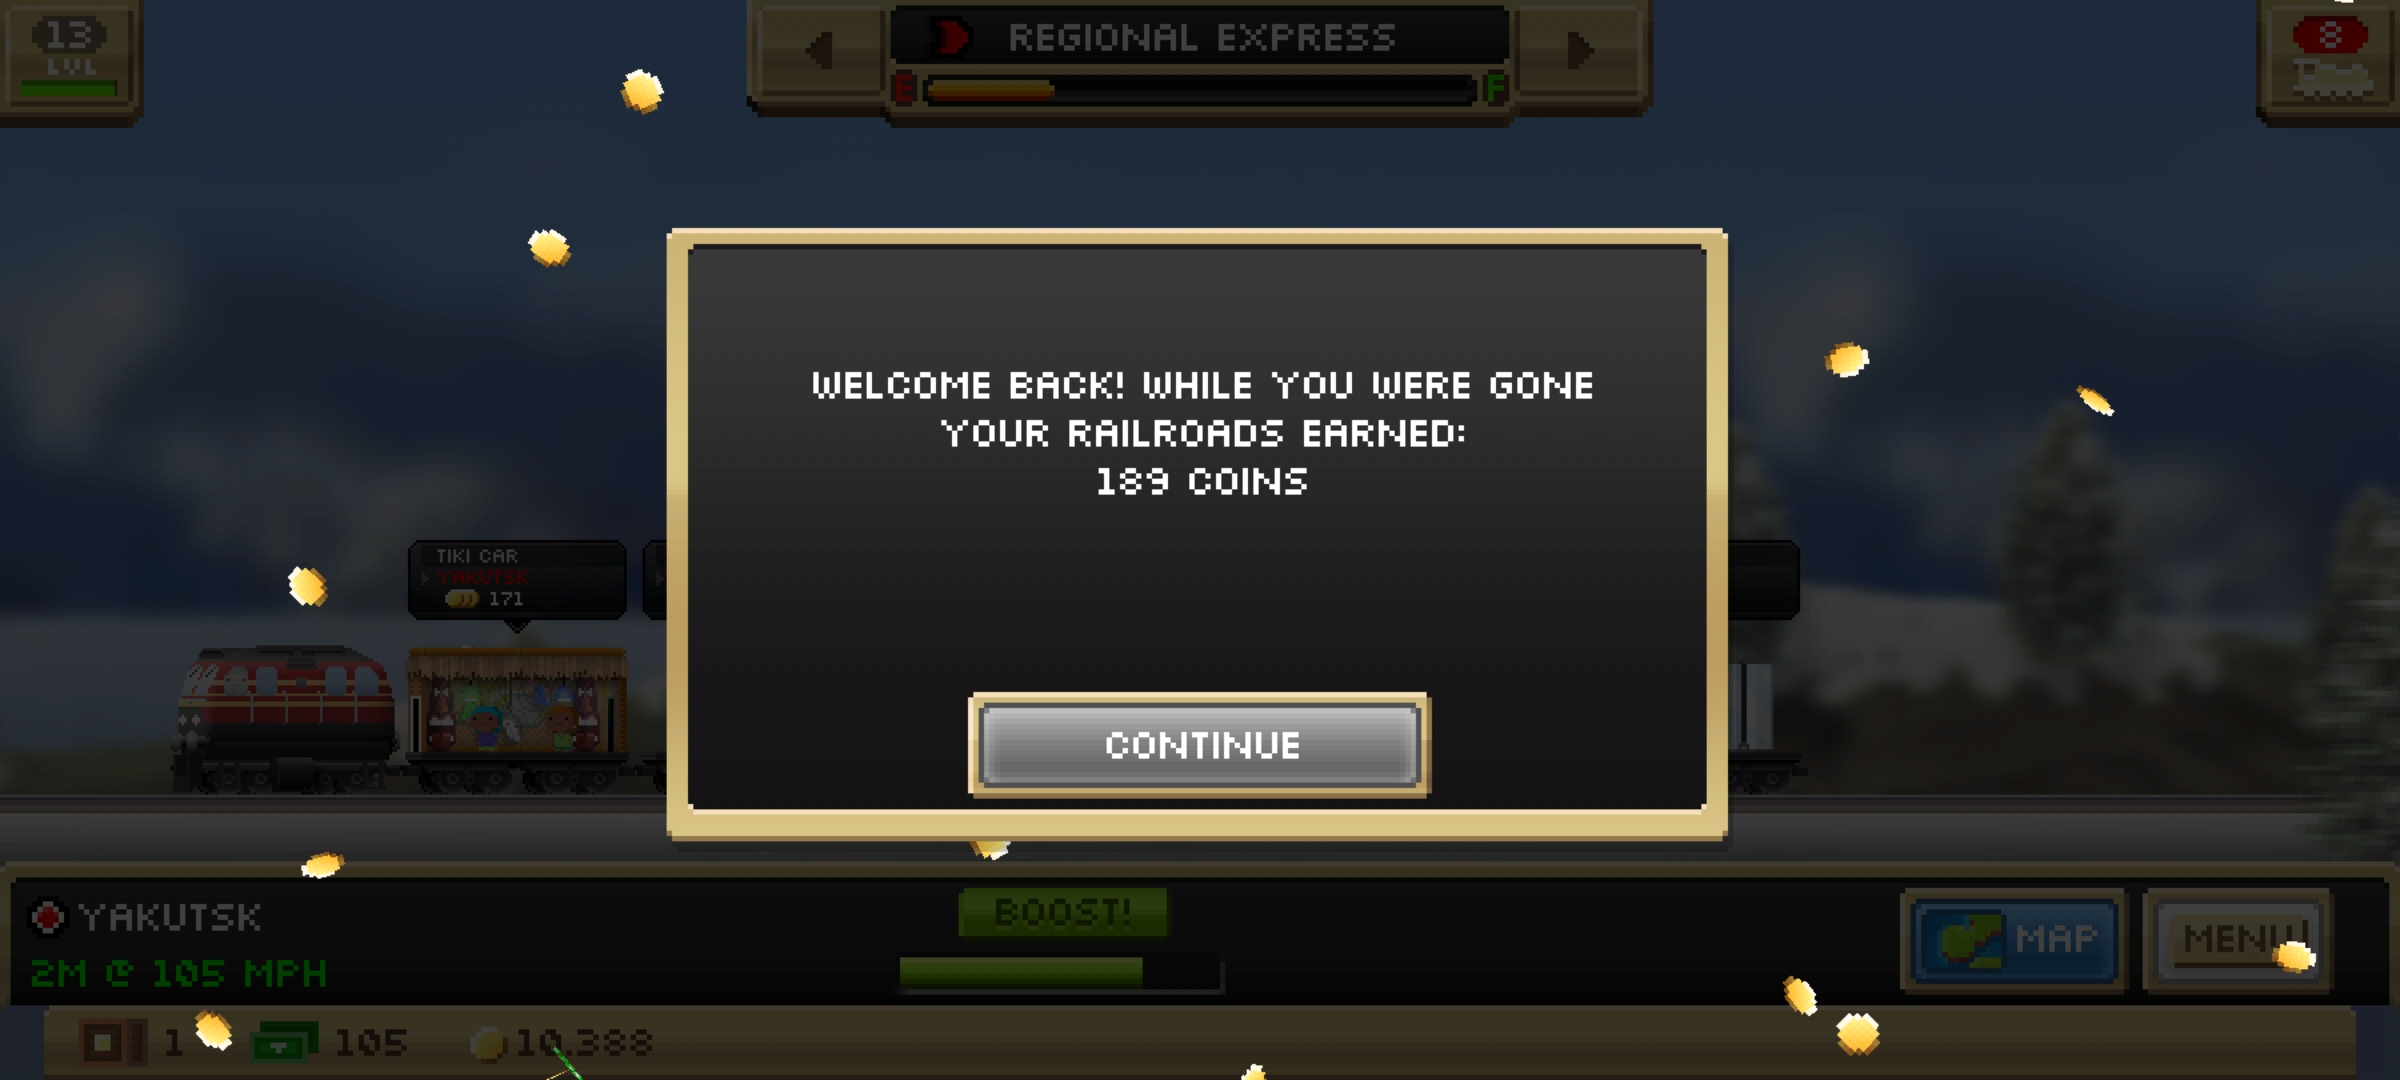 13
LVL
REGIONAL EXPRESS
E F
8
WELCOME BACK! WHILE YOU WERE GONE
YOUR RAILROADS EARNED:
189 COINS
TIKI CAR
YAKUTSK
171
CONTINUE
YAKUTSK
2M @ 105 MPH
BOOST!
MAP
MENU
1
105
10,388